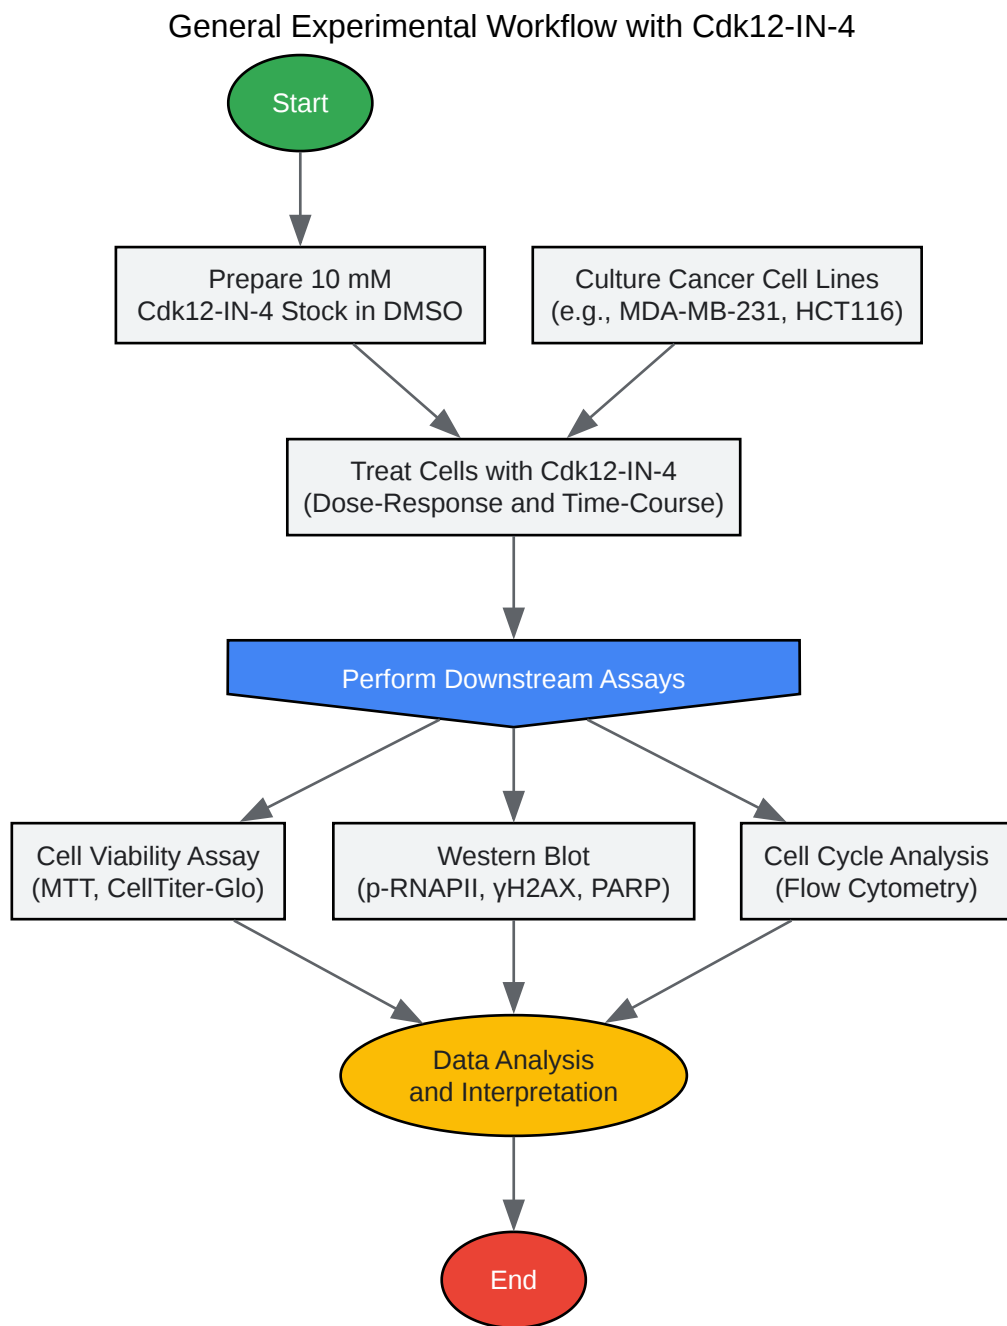 General Experimental Workflow with Cdk12-IN-4
Start
Prepare 10 mM
Cdk12-IN-4 Stock in DMSO
Culture Cancer Cell Lines
(e.g., MDA-MB-231, HCT116)
Treat Cells with Cdk12-IN-4
(Dose-Response and Time-Course)
Perform Downstream Assays
Cell Viability Assay
(MTT, CellTiter-Glo)
Western Blot
(p-RNAPII, γH2AX, PARP)
Cell Cycle Analysis
(Flow Cytometry)
Data Analysis
and Interpretation
End